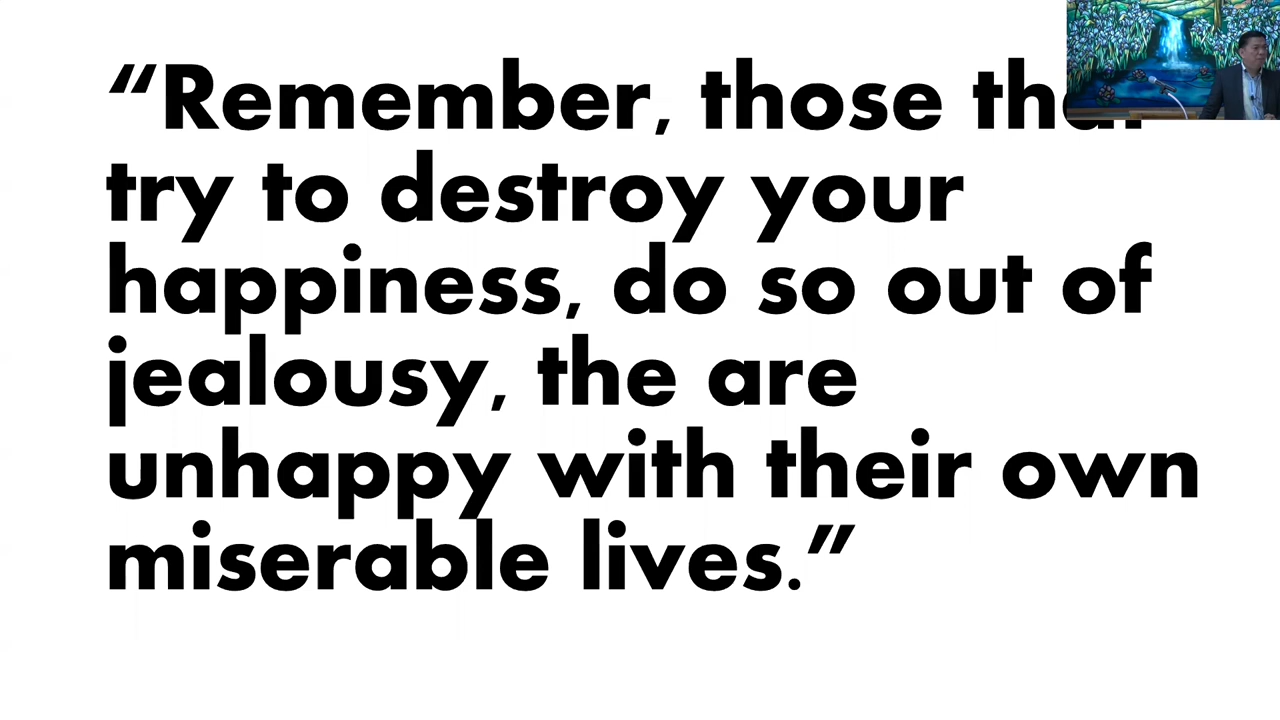 “Remember, those that
try to destroy your
happiness, do so out of
jealousy, the are
unhappy with their own
miserable lives.”